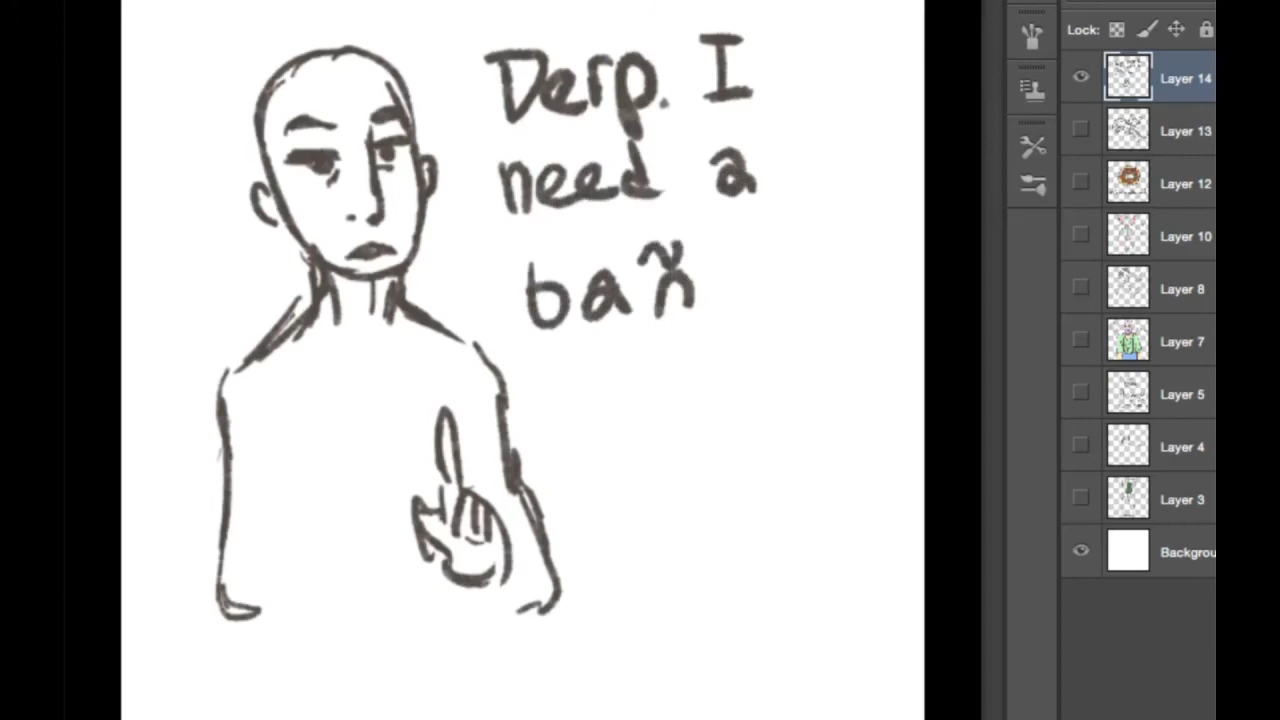 Derp. I
need a
bañ
Lock:
Layer 14
Layer 13
Layer 12
Layer 10
Layer 8
Layer 7
Layer 5
Layer 4
Layer 3
Backgrou